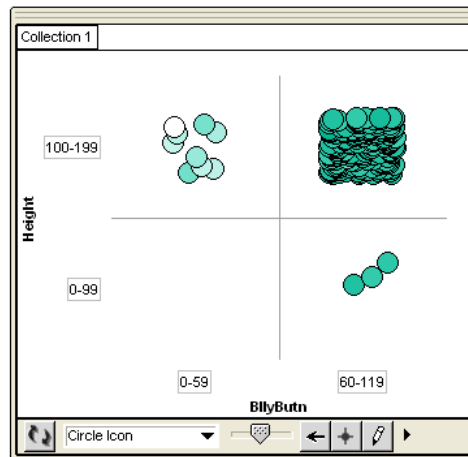 Collection 1
100-199
Height
0-99
0-59
60-119
BllyButn
Circle Icon